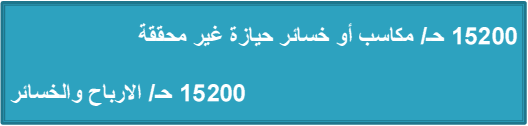 15200 حـ/ مكاسب أو خسائر حيازة غير محققة
15200 حـ/ الارباح والخسائر